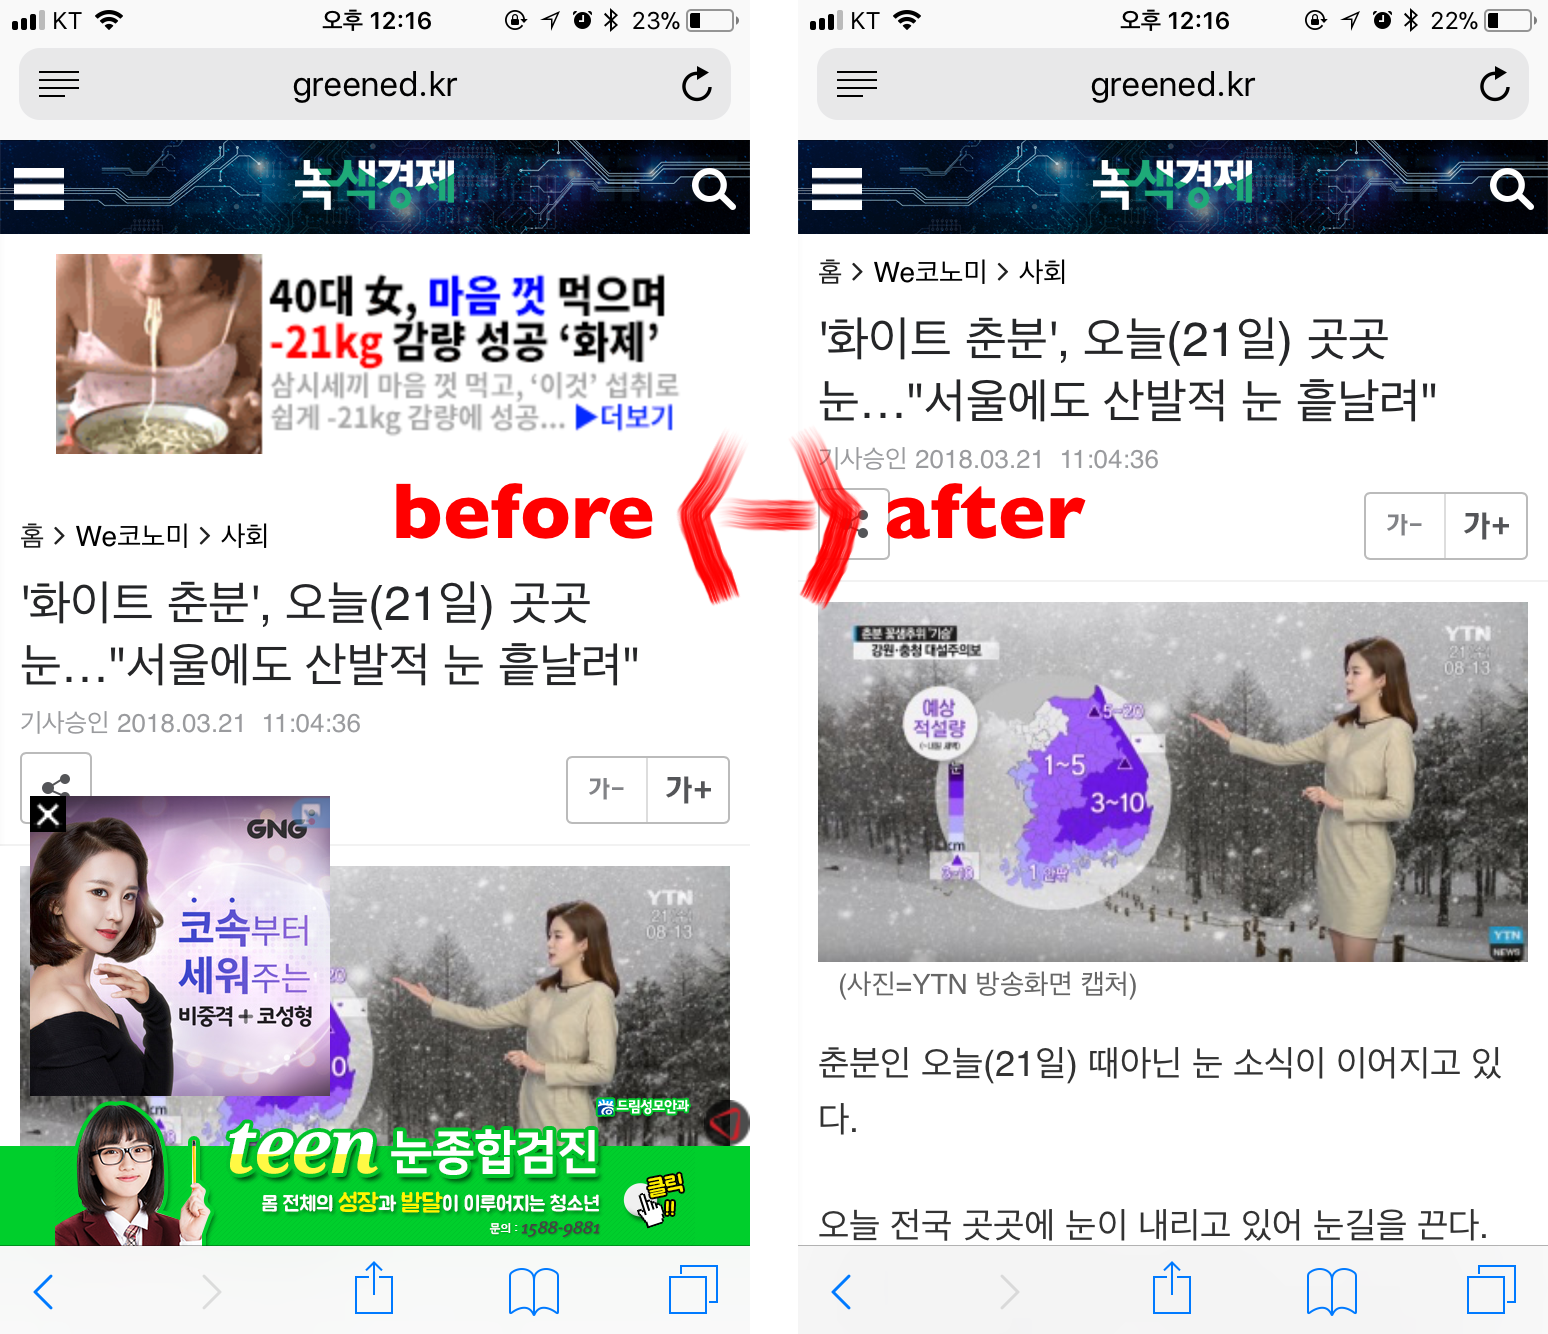 KT
오후 12:16
23%
greened.kr
녹색경제
40대 女, 마음 껏 먹으며
-21kg 감량 성공 ‘화제’
삼시세끼 마음 껏 먹고, ‘이것’ 섭취로
쉽게 -21kg 감량에 성공... ▶더보기
before
홈 > We코노미 > 사회
'화이트 춘분', 오늘(21일) 곳곳
눈…"서울에도 산발적 눈 흩날려"
기사승인 2018.03.21 11:04:36
가- 가+
GNG
코속부터
세워주는
비중격 + 코성형
YTN
08:13
20
0
cm
드림성모안과
teen 눈종합검진
몸 전체의 성장과 발달이 이루어지는 청소년
문의 : 1588-9881
클릭!!
KT
오후 12:16
22%
greened.kr
녹색경제
홈 > We코노미 > 사회
'화이트 춘분', 오늘(21일) 곳곳
눈…"서울에도 산발적 눈 흩날려"
기사승인 2018.03.21 11:04:36
after
가- 가+
춘분 꽃샘추위 '기승'
강원·충청 대설주의보
YTN
08:13
예상
적설량
(~내일 새벽)
눈
▲5~20
1~5
3~10
cm
1 안팎
YTN
NEWS
(사진=YTN 방송화면 캡처)
춘분인 오늘(21일) 때아닌 눈 소식이 이어지고 있
다.
오늘 전국 곳곳에 눈이 내리고 있어 눈길을 끈다.